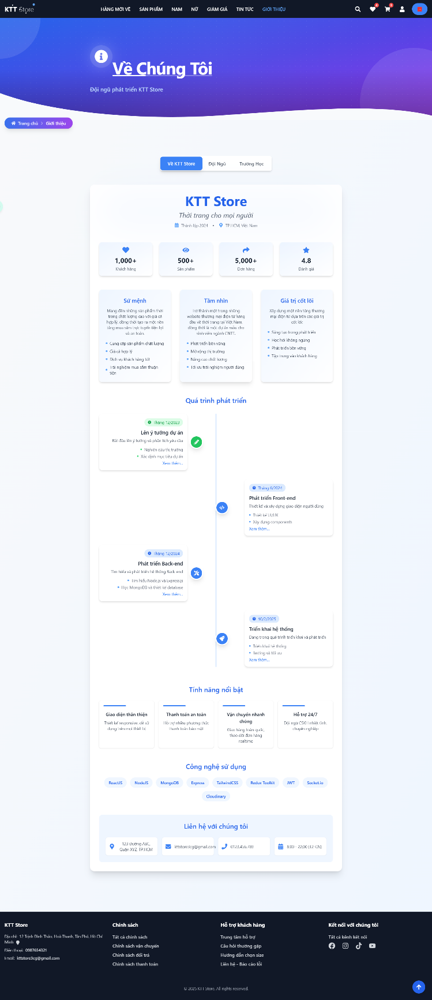 KTT Store
HÀNG MỚI VỀ SẢN PHẨM NAM NỮ GIẢM GIÁ TIN TỨC GIỚI THIỆU
4
3
Về Chúng Tôi
Đội ngũ phát triển KTT Store
Trang chủ Giới thiệu
Về KTT Store Đội Ngũ Trường Học
KTT Store
Thời trang cho mọi người
Thành lập 2024 • TP.HCM, Việt Nam
1,000+
Khách hàng
500+
Sản phẩm
5,000+
Đơn hàng
4.8
Đánh giá
Sứ mệnh
Mang đến những sản phẩm thời
trang chất lượng cao với giá cả
hợp lý, đồng thời tạo ra một nền
tảng mua sắm trực tuyến tiện lợi
và an toàn.
Cung cấp sản phẩm chất lượng
Giá cả hợp lý
Dịch vụ khách hàng tốt
Trải nghiệm mua sắm thuận
tiện
Tầm nhìn
Trở thành một trong những
website thương mại điện tử hàng
đầu về thời trang tại Việt Nam,
đồng thời là một dự án mẫu cho
sinh viên ngành CNTT.
Phát triển bền vững
Mở rộng thị trường
Nâng cao chất lượng
Tối ưu trải nghiệm người dùng
Giá trị cốt lõi
Xây dựng một nền tảng thương
mại điện tử dựa trên các giá trị
cốt lõi:
Sáng tạo trong phát triển
Học hỏi không ngừng
Phát triển bền vững
Tập trung vào khách hàng
Quá trình phát triển
Tháng 12/2023
Lên ý tưởng dự án
Bắt đầu lên ý tưởng và phân tích yêu cầu
Nghiên cứu thị trường
Xác định mục tiêu dự án
Xem thêm...
Tháng 6/2024
Phát triển Front-end
Thiết kế và xây dựng giao diện người dùng
Thiết kế UI/UX
Xây dựng components
Xem thêm...
Tháng 12/2024
Phát triển Back-end
Tìm hiểu và phát triển hệ thống Back-end
Tìm hiểu Node.js và Express.js
Học MongoDB và thiết kế database
Xem thêm...
10/2/2025
Triển khai hệ thống
Đang trong quá trình triển khai và phát triển
Triển khai hệ thống
Testing và tối ưu
Xem thêm...
Tính năng nổi bật
Giao diện thân thiện
Thiết kế responsive, dễ sử
dụng trên mọi thiết bị
Thanh toán an toàn
Hỗ trợ nhiều phương thức
thanh toán bảo mật
Vận chuyển nhanh
chóng
Giao hàng toàn quốc,
theo dõi đơn hàng
realtime
Hỗ trợ 24/7
Đội ngũ CSKH nhiệt tình,
chuyên nghiệp
Công nghệ sử dụng
ReactJS NodeJS MongoDB Express TailwindCSS Redux Toolkit JWT Socket.io
Cloudinary
Liên hệ với chúng tôi
123 Đường ABC,
Quận XYZ, TP.HCM
kttstore3cg@gmail.com
0123.456.789
8:00 - 22:00 (T2-CN)
KTT Store
Địa chỉ: 12 Trịnh Đình Thảo, Hoà Thanh, Tân Phú, Hồ Chí
Minh
Điện thoại: 0987654321
Email: kttstore3cg@gmail.com
Chính sách
Tất cả chính sách
Chính sách vận chuyển
Chính sách đổi trả
Chính sách thanh toán
Hỗ trợ khách hàng
Trung tâm hỗ trợ
Câu hỏi thường gặp
Hướng dẫn chọn size
Liên hệ - Báo cáo lỗi
Kết nối với chúng tôi
Tất cả kênh kết nối
© 2025 KTT Store. All rights reserved.